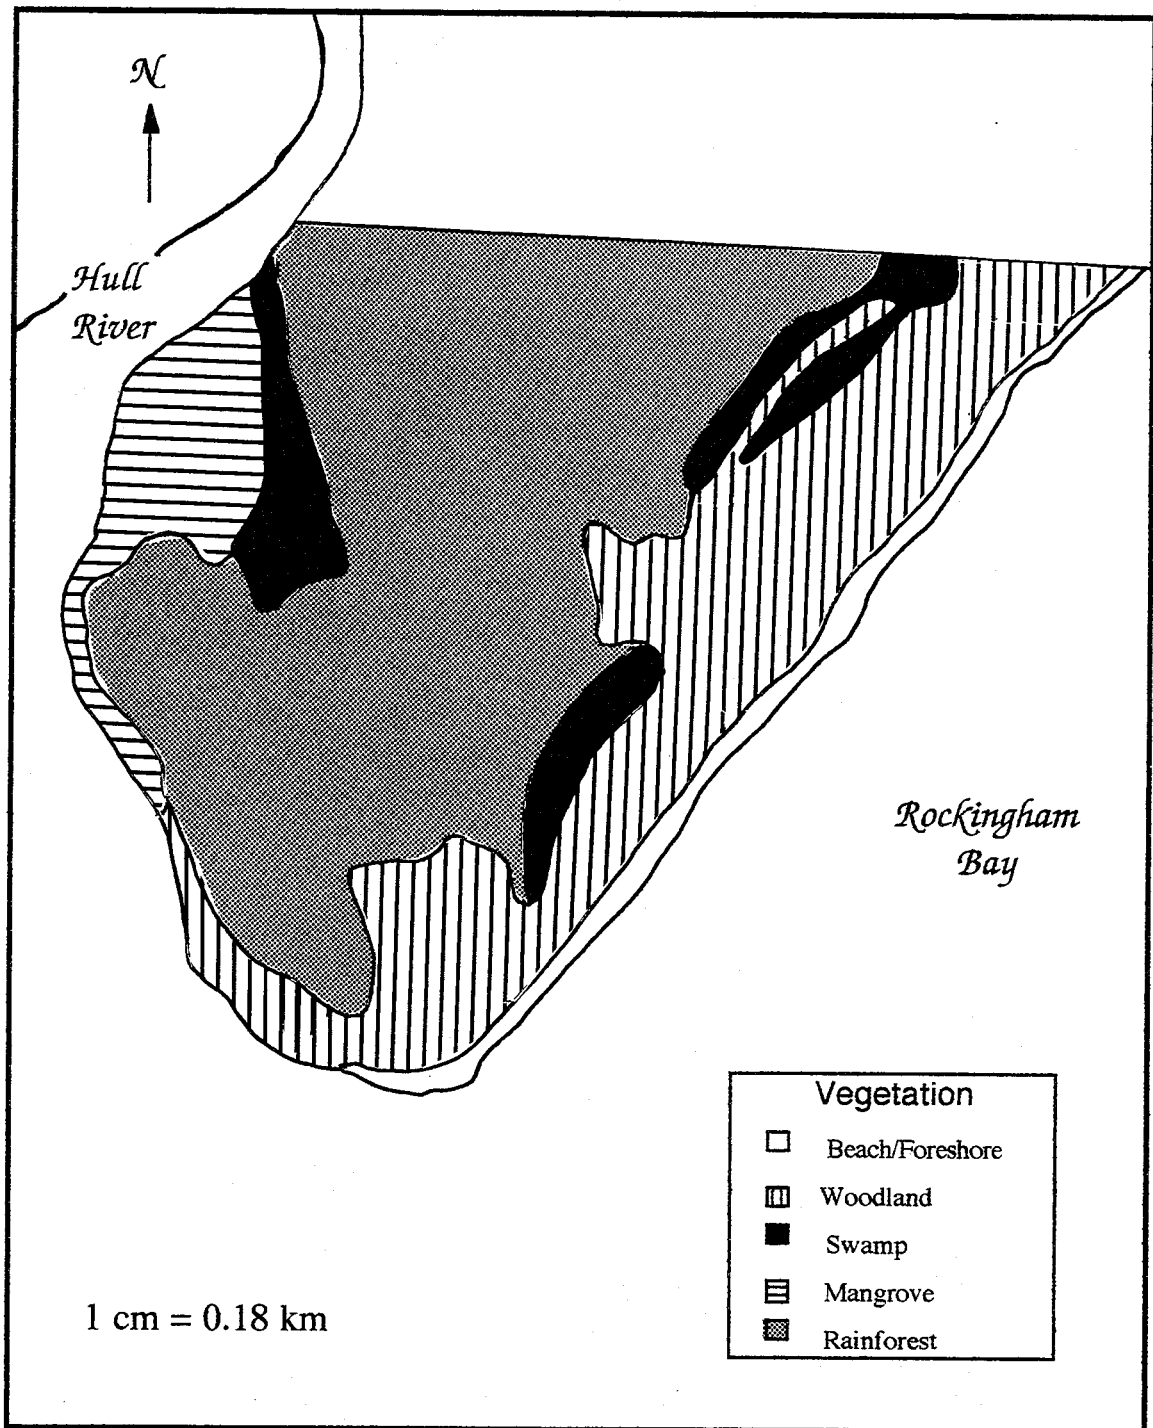 N
Hull
River
Rockingham
Bay
Vegetation
Beach/Foreshore
Woodland
Swamp
Mangrove
Rainforest
1 cm = 0.18 km